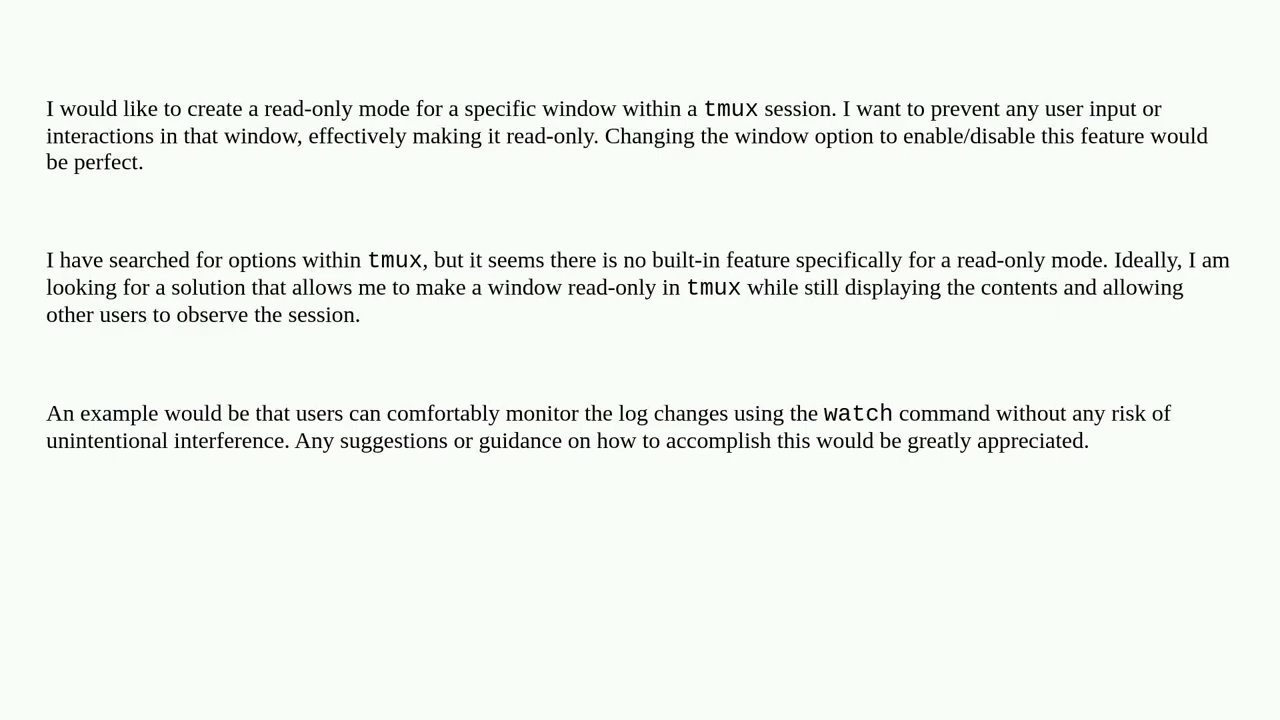 I would like to create a read-only mode for a specific window within a tmux session. I want to prevent any user input or
interactions in that window, effectively making it read-only. Changing the window option to enable/disable this feature would
be perfect.
I have searched for options within tmux, but it seems there is no built-in feature specifically for a read-only mode. Ideally, I am
looking for a solution that allows me to make a window read-only in tmux while still displaying the contents and allowing
other users to observe the session.
An example would be that users can comfortably monitor the log changes using the watch command without any risk of
unintentional interference. Any suggestions or guidance on how to accomplish this would be greatly appreciated.